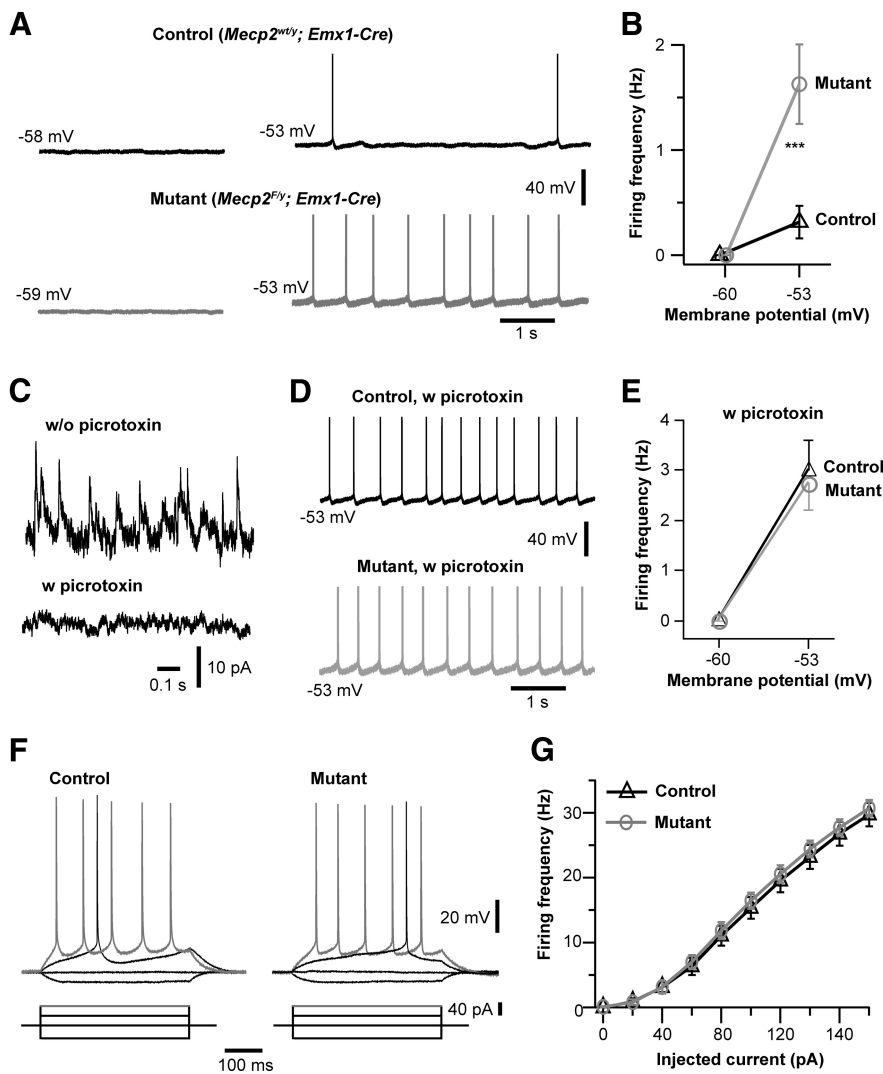 A
Control (Mecp2wt/y; Emx1-Cre)
-58 mV
-53 mV
40 mV
Mutant (Mecp2F/y; Emx1-Cre)
-59 mV
-53 mV
1 s
B
2
1
0
Firing frequency (Hz)
Mutant
***
Control
-60
-53
Membrane potential (mV)
C
w/o picrotoxin
w picrotoxin
0.1 s
10 pA
D
Control, w picrotoxin
-53 mV
40 mV
Mutant, w picrotoxin
-53 mV
1 s
E
w picrotoxin
4
3
2
1
0
Firing frequency (Hz)
Control
Mutant
-60
-53
Membrane potential (mV)
F
Control
Mutant
20 mV
40 pA
100 ms
G
Control
Mutant
30
20
10
0
Firing frequency (Hz)
0
40
80
120
140
Injected current (pA)